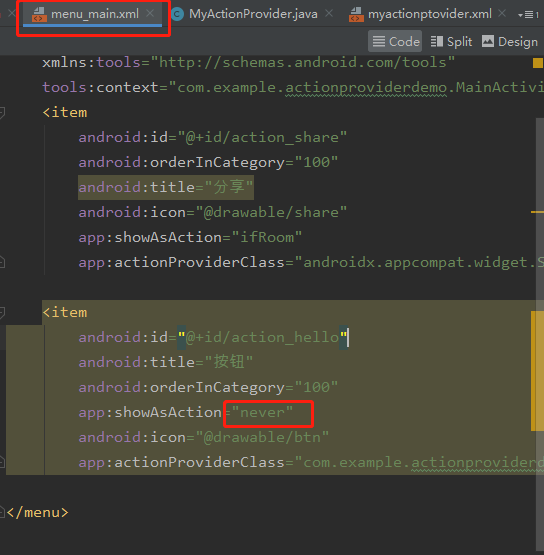 menu_main.xml MyActionProvider.java myactionptovider.xml
Code Split Design
xmlns:tools="http://schemas.android.com/tools"
tools:context="com.example.actionproviderdemo.MainActivi
<item
android:id="@+id/action_share"
android:orderInCategory="100"
android:title="分享"
android:icon="@drawable/share"
app:showAsAction="ifRoom"
app:actionProviderClass="androidx.appcompat.widget.S
<item
android:id="@+id/action_hello"
android:title="按钮"
android:orderInCategory="100"
app:showAsAction="never"
android:icon="@drawable/btn"
app:actionProviderClass="com.example.actionproviderd
</menu>